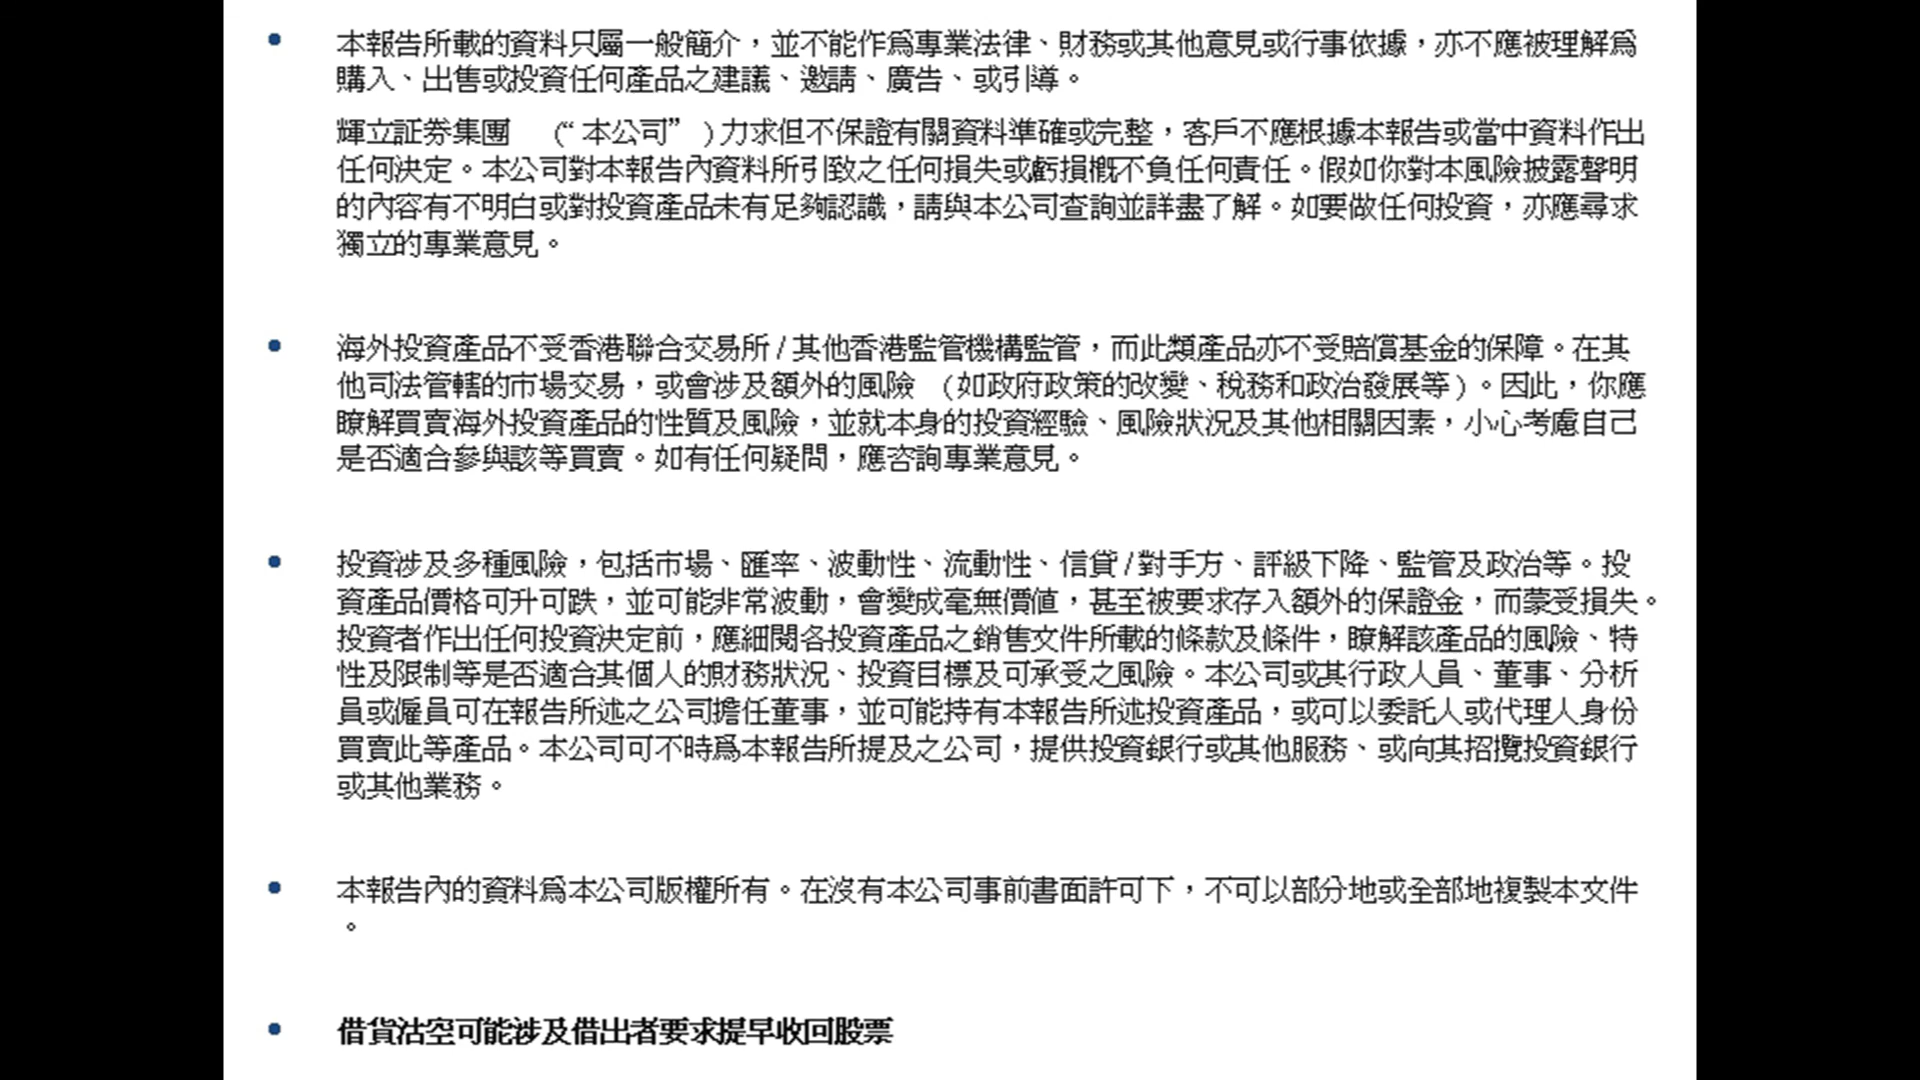 • 本報告所載的資料只屬一般簡介，並不能作為專業法律、財務或其他意見或行事依據，亦不應被理解為
購入、出售或投資任何產品之建議、邀請、廣告、或引導。
輝立証券集團 (“本公司”)力求但不保證有關資料準確或完整，客戶不應根據本報告或當中資料作出
任何決定。本公司對本報告內資料所引致之任何損失或虧損概不負任何責任。假如你對本風險披露聲明
的內容有不明白或對投資產品未有足夠認識，請與本公司查詢並詳盡了解。如要做任何投資，亦應尋求
獨立的專業意見。
• 海外投資產品不受香港聯合交易所/其他香港監管機構監管，而此類產品亦不受賠償基金的保障。在其
他司法管轄的市場交易，或會涉及額外的風險 (如政府政策的改變、稅務和政治發展等)。因此，你應
瞭解買賣海外投資產品的性質及風險，並就本身的投資經驗、風險狀況及其他相關因素，小心考慮自己
是否適合參與該等買賣。如有任何疑問，應咨詢專業意見。
• 投資涉及多種風險，包括市場、匯率、波動性、流動性、信貸/對手方、評級下降、監管及政治等。投
資產品價格可升可跌，並可能非常波動，會變成毫無價值，甚至被要求存入額外的保證金，而蒙受損失。
投資者作出任何投資決定前，應細閱各投資產品之銷售文件所載的條款及條件，瞭解該產品的風險、特
性及限制等是否適合其個人的財務狀況、投資目標及可承受之風險。本公司或其行政人員、董事、分析
員或僱員可在報告所述之公司擔任董事，並可能持有本報告所述投資產品，或可以委託人或代理人身份
買賣此等產品。本公司可不時為本報告所提及之公司，提供投資銀行或其他服務、或向其招攬投資銀行
或其他業務。
• 本報告內的資料為本公司版權所有。在沒有本公司事前書面許可下，不可以部分地或全部地複製本文件
。
• 借貨沽空可能涉及借出者要求提早收回股票